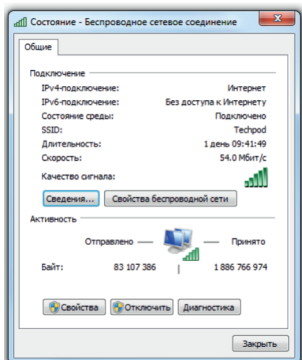 Состояние - Беспроводное сетевое соединение
Общие
Подключение
IPv4-подключение: Интернет
IPv6-подключение: Без доступа к Интернету
Состояние среды: Подключено
SSID: Techpod
Длительность: 1 день 09:41:49
Скорость: 54.0 Мбит/с
Качество сигнала:
Сведения... Свойства беспроводной сети
Активность
Отправлено — Принято
Байт: 83 107 386 | 1 886 766 974
Свойства Отключить Диагностика
Закрыть